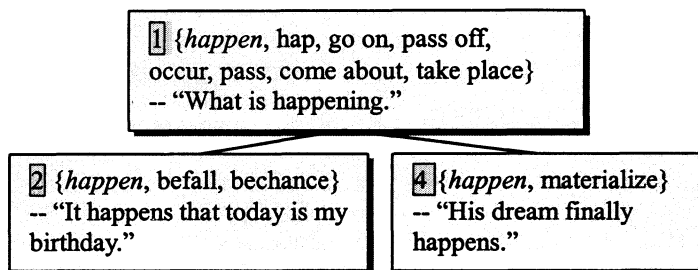 1 {happen, hap, go on, pass off,
occur, pass, come about, take place}
-- “What is happening.”
2 {happen, befall, bechance}
-- “It happens that today is my
birthday.”
4 {happen, materialize}
-- “His dream finally
happens.”